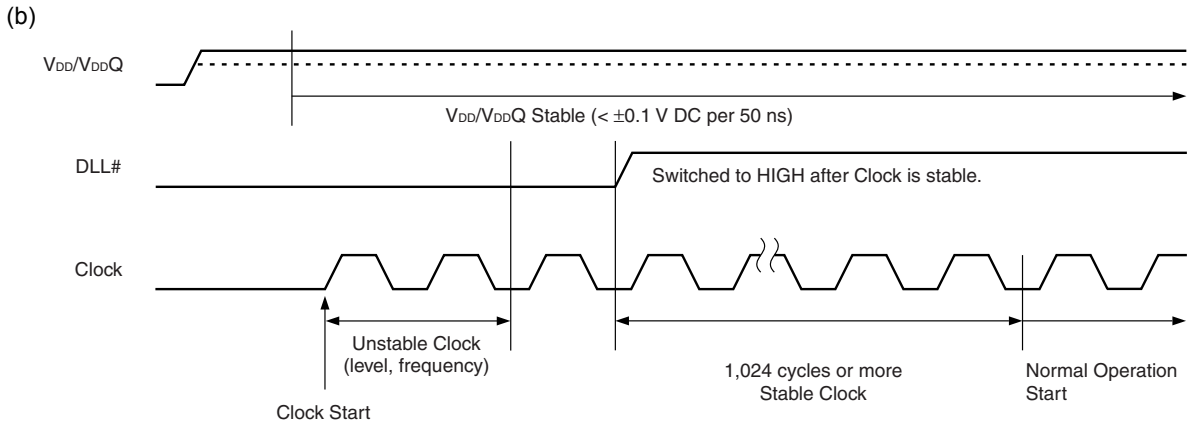 (b)
VDD/VDDQ
VDD/VDDQ Stable (< ±0.1 V DC per 50 ns)
DLL#
Switched to HIGH after Clock is stable.
Clock
Unstable Clock
(level, frequency)
1,024 cycles or more
Stable Clock
Normal Operation
Start
Clock Start